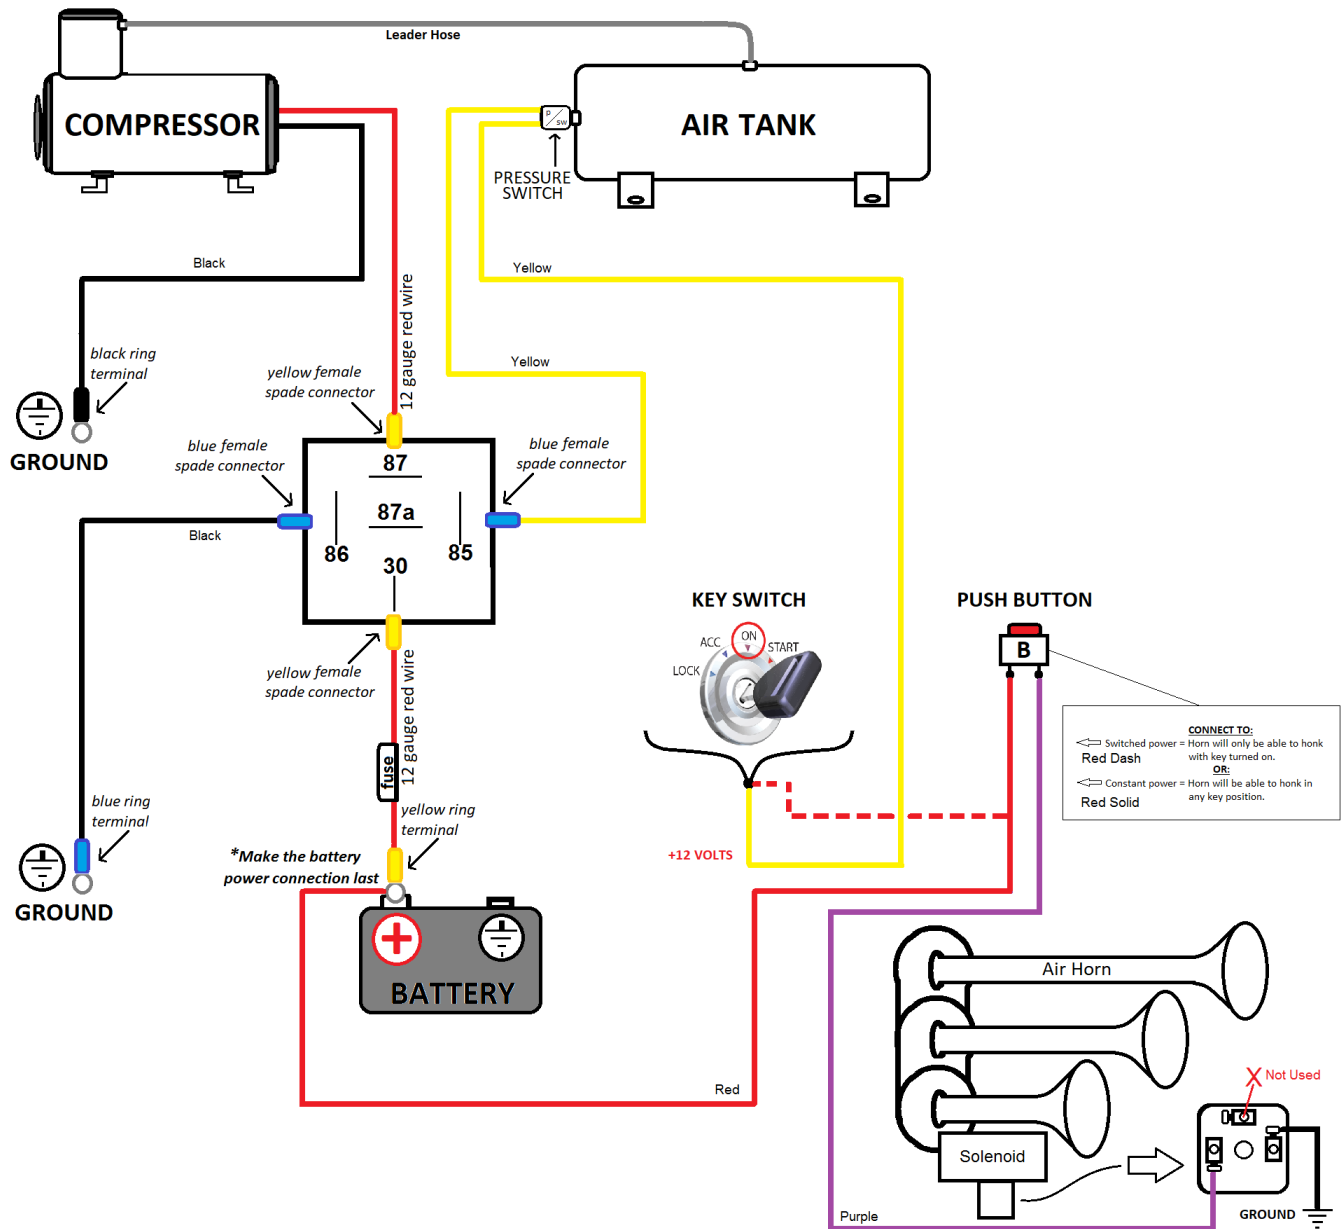 Leader Hose
COMPRESSOR
P
SW
AIR TANK
PRESSURE
SWITCH
Black
Yellow
12 gauge red wire
black ring
terminal
yellow female
spade connector
Yellow
GROUND
blue female
spade connector
blue female
spade connector
87
87a
86
85
30
Black
yellow female
spade connector
12 gauge red wire
fuse
KEY SWITCH
LOCK
ACC
ON
START
PUSH BUTTON
B
CONNECT TO:
Switched power = Horn will only be able to honk
with key turned on.
Red Dash
OR:
Constant power = Horn will be able to honk in
any key position.
Red Solid
blue ring
terminal
yellow ring
terminal
*Make the battery
power connection last
+12 VOLTS
GROUND
+
BATTERY
Red
Air Horn
Solenoid
X Not Used
Purple
GROUND